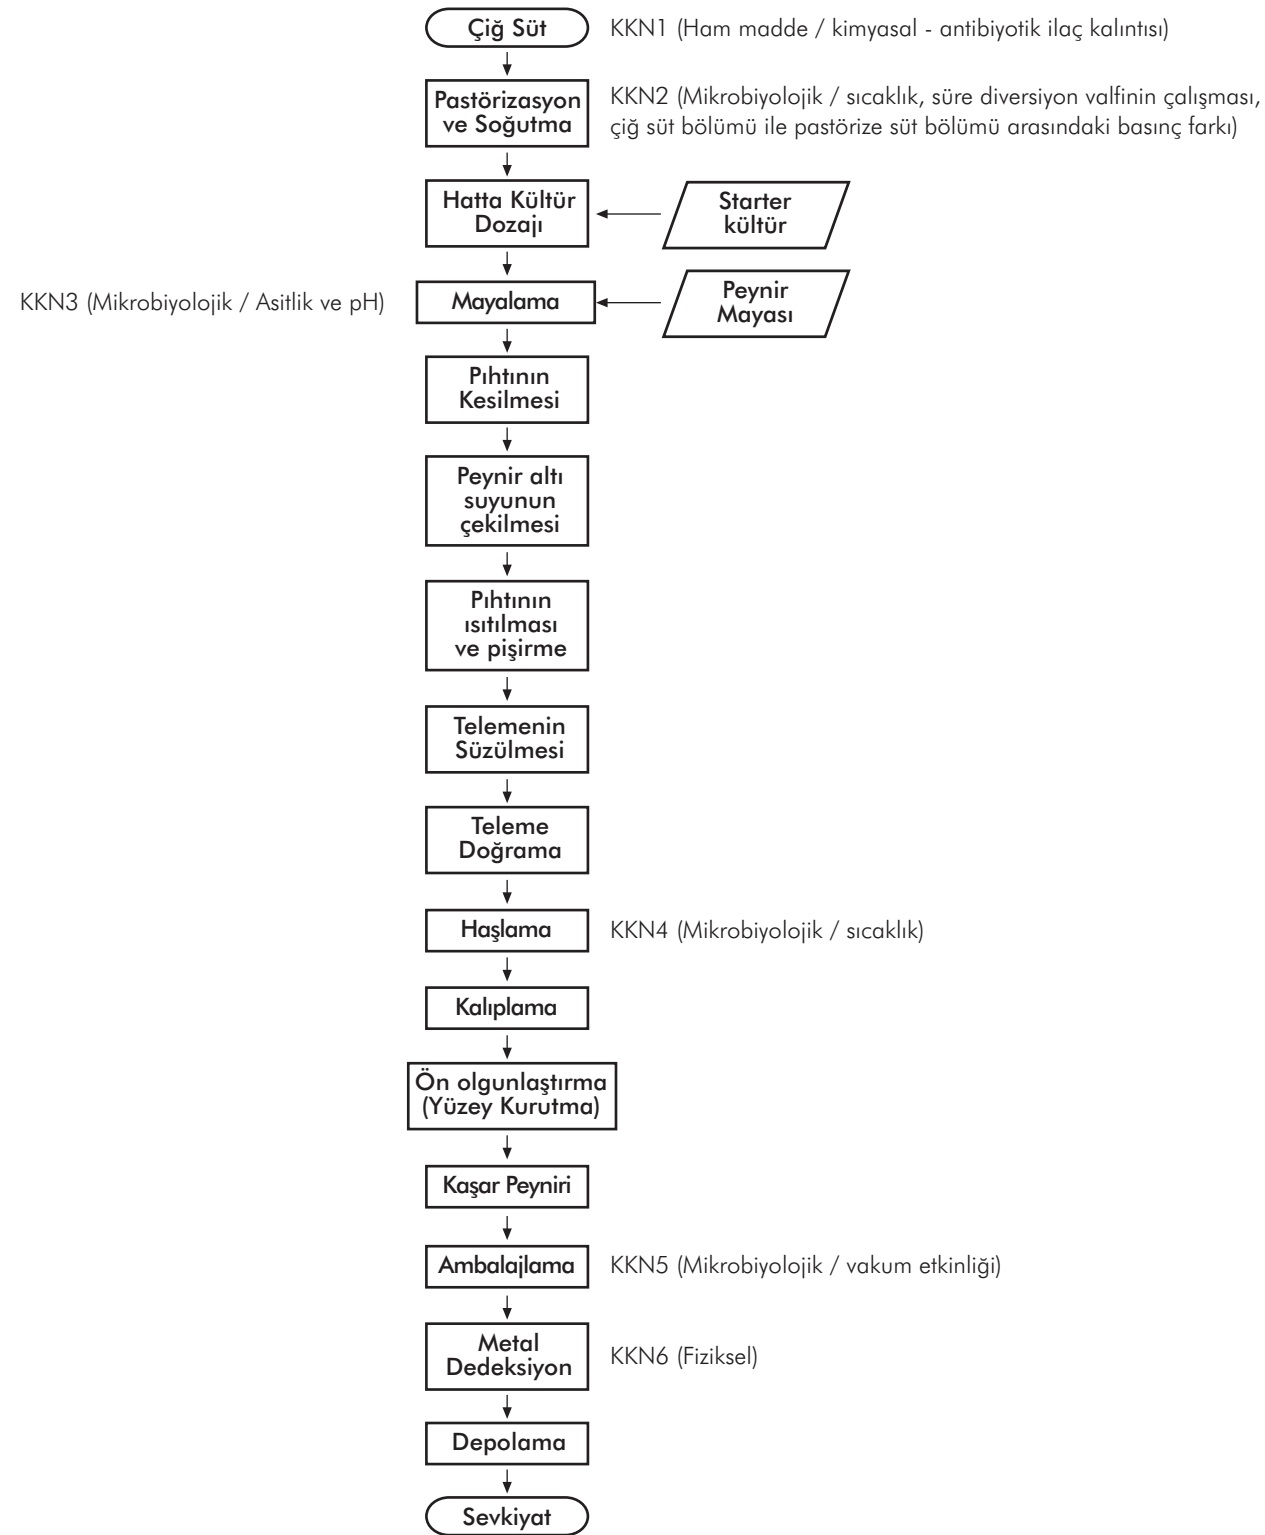 Çiğ Süt
KKN1 (Ham madde / kimyasal - antibiyotik ilaç kalıntısı)
Pastörizasyon
ve Soğutma
KKN2 (Mikrobiyolojik / sıcaklık, süre diversiyon valfinin çalışması,
çiğ süt bölümü ile pastörize süt bölümü arasındaki basınç farkı)
Hatta Kültür
Dozajı
Starter
kültür
KKN3 (Mikrobiyolojik / Asitlik ve pH)
Mayalama
Peynir
Mayası
Pıhtının
Kesilmesi
Peynir altı
suyunun
çekilmesi
Pıhtının
ısıtılması
ve pişirme
Telemenin
Süzülmesi
Teleme
Doğrama
Haşlama
KKN4 (Mikrobiyolojik / sıcaklık)
Kalıplama
Ön olgunlaştırma
(Yüzey Kurutma)
Kaşar Peyniri
Ambalajlama
KKN5 (Mikrobiyolojik / vakum etkinliği)
Metal
Dedeksiyon
KKN6 (Fiziksel)
Depolama
Sevkiyat